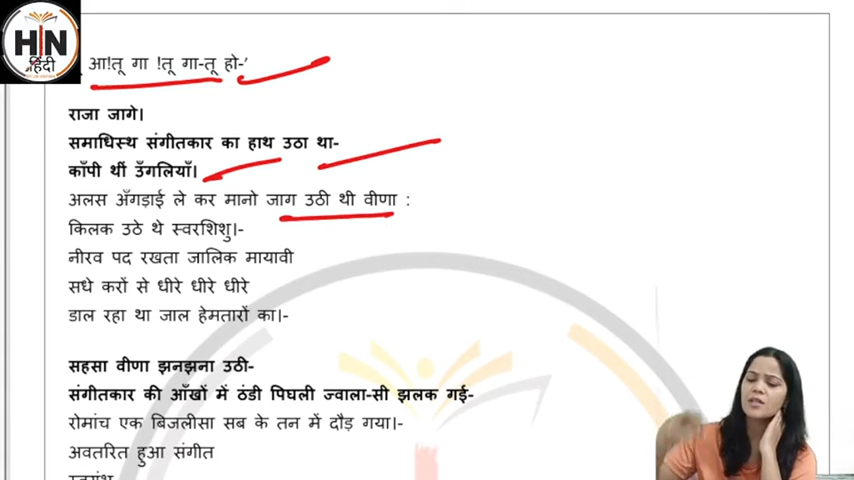 HIN
हिंदी
आ!तू गा !तू गा-तू हो-’
राजा जागे।
समाधिस्थ संगीतकार का हाथ उठा था-
काँपी थीं उँगलियाँ।
अलस अँगड़ाई ले कर मानो जाग उठी थी वीणा :
किलक उठे थे स्वरशिशु।-
नीरव पद रखता जालिक मायावी
सधे करों से धीरे धीरे धीरे
डाल रहा था जाल हेमतारों का।-
सहसा वीणा झनझना उठी-
संगीतकार की आँखों में ठंडी पिघली ज्वाला-सी झलक गई-
रोमांच एक बिजलीसा सब के तन में दौड़ गया।-
अवतरित हुआ संगीत